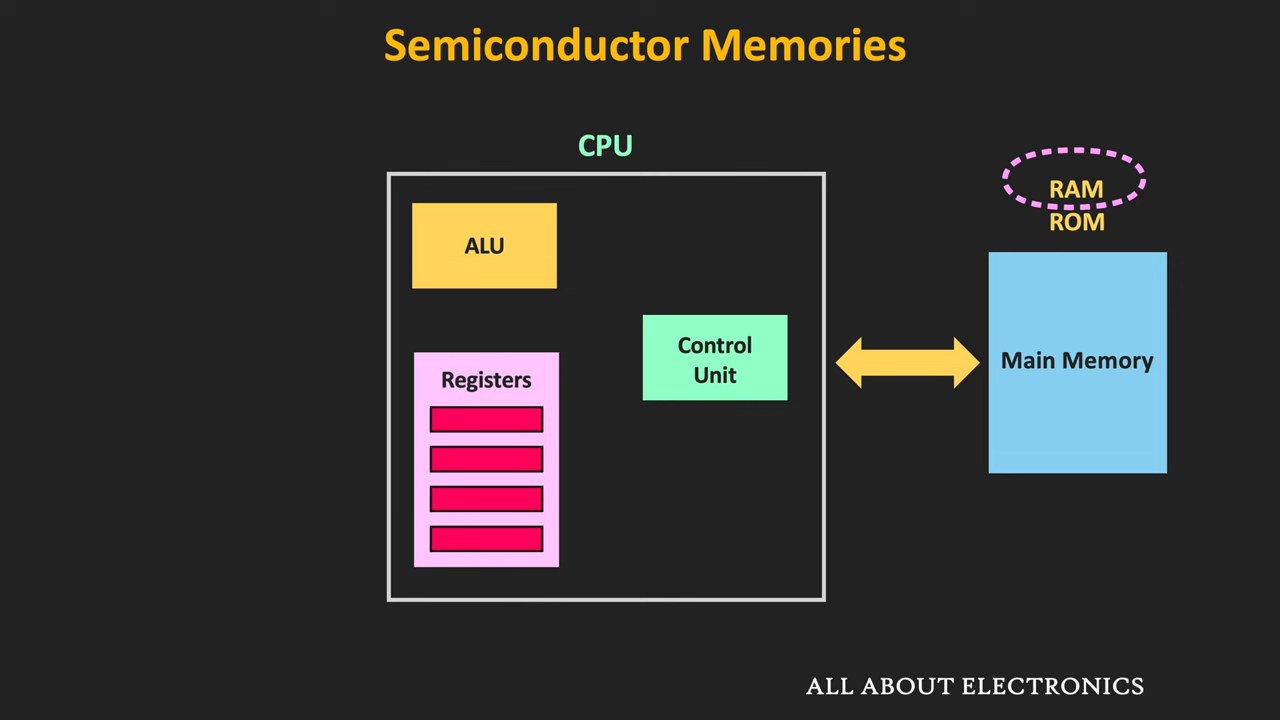 Semiconductor Memories
CPU
RAM
ROM
ALU
Control
Unit
Main Memory
Registers
ALL ABOUT ELECTRONICS